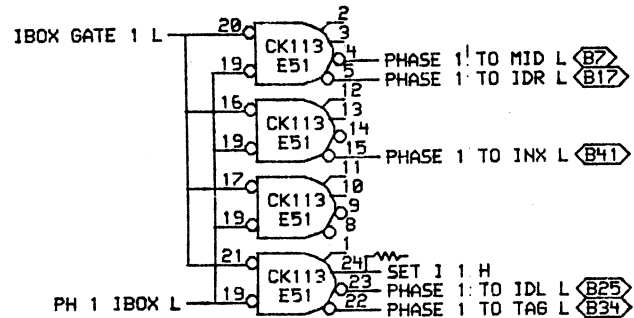 IBOX GATE 1 L
20
CK113
E51
19
2
3
4
PHASE 1 TO MID L B7
5
PHASE 1 TO IDR L B17
16
CK113
E51
19
12
13
14
15
PHASE 1 TO INX L B41
17
CK113
E51
19
11
10
9
8
21
CK113
E51
PH 1 IBOX L
19
1
24
SET I 1 H
23
PHASE 1 TO IDL L B25
22
PHASE 1 TO TAG L B34